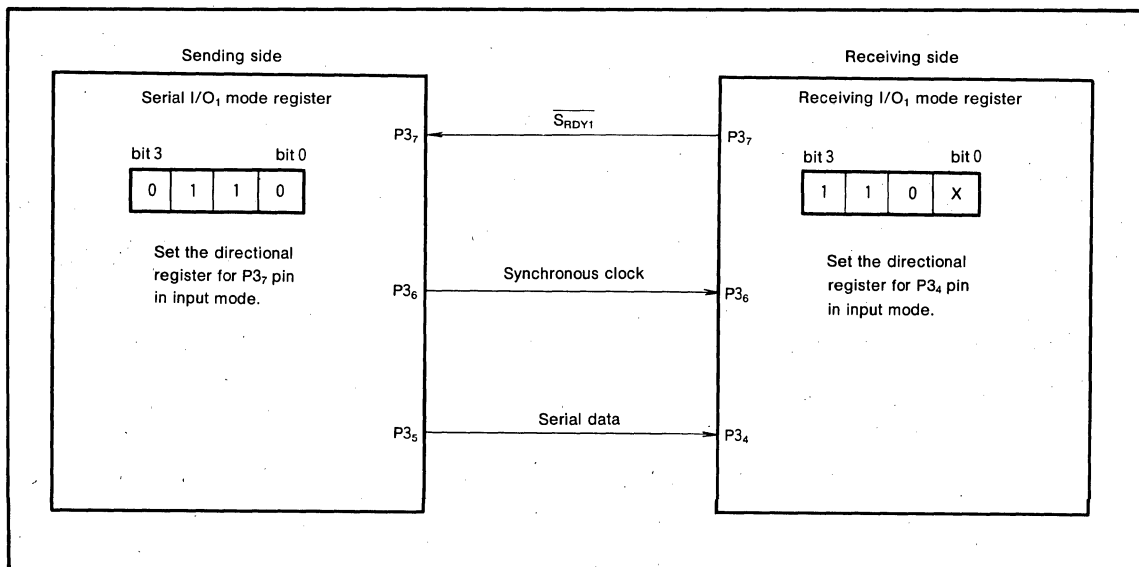 Sending side
Serial I/O₁ mode register
bit 3 bit 0
0 1 1 0
Set the directional
register for P3₇ pin
in input mode.
P3₇
P3₆
P3₅
S̅R̅D̅Y̅1̅
Synchronous clock
Serial data
Receiving side
Receiving I/O₁ mode register
P3₇
bit 3 bit 0
1 1 0 X
Set the directional
register for P3₄ pin
in input mode.
P3₆
P3₄